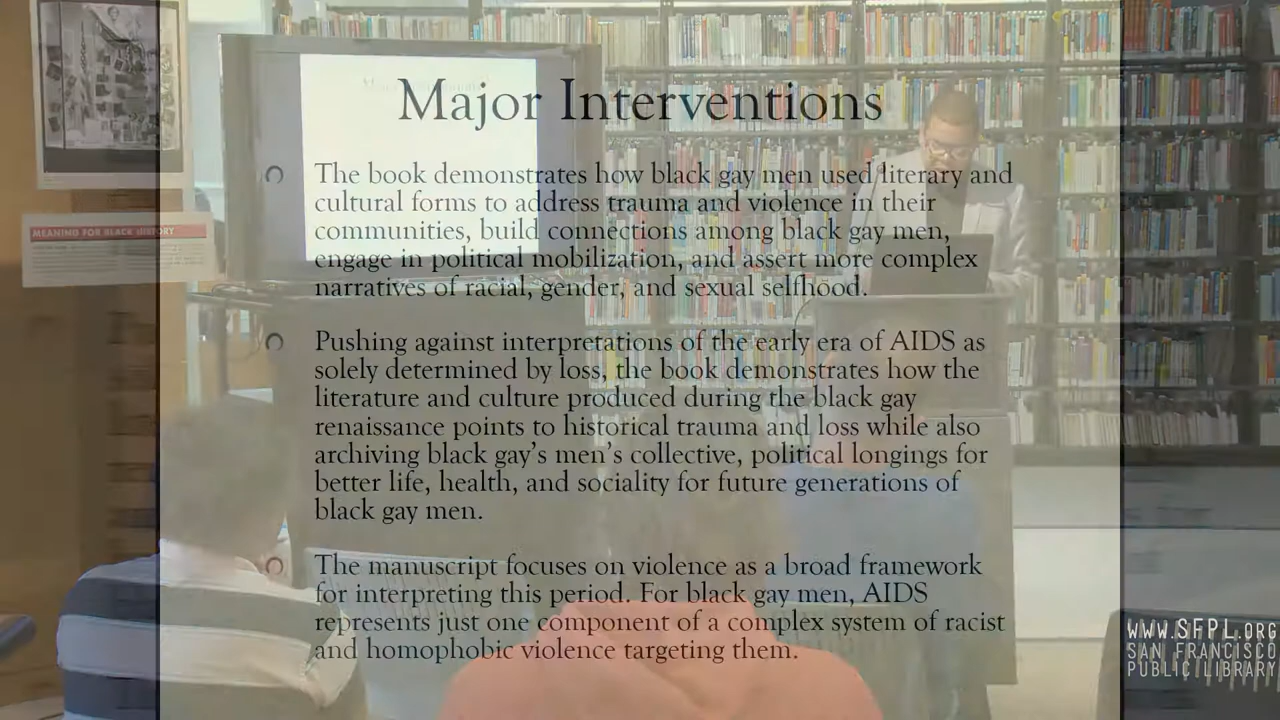 Major Interventions
The book demonstrates how black gay men used literary and
cultural forms to address trauma and violence in their
communities, build connections among black gay men,
engage in political mobilization, and assert more complex
narratives of racial, gender, and sexual selfhood.
Pushing against interpretations of the early era of AIDS as
solely determined by loss, the book demonstrates how the
literature and culture produced during the black gay
renaissance points to historical trauma and loss while also
archiving black gay's men's collective, political longings for
better life, health, and sociality for future generations of
black gay men.
The manuscript focuses on violence as a broad framework
for interpreting this period. For black gay men, AIDS
represents just one component of a complex system of racist
and homophobic violence targeting them.
MEANING FOR BLACK HISTORY
WWW.SFPL.ORG
SAN FRANCISCO
PUBLIC LIBRARY